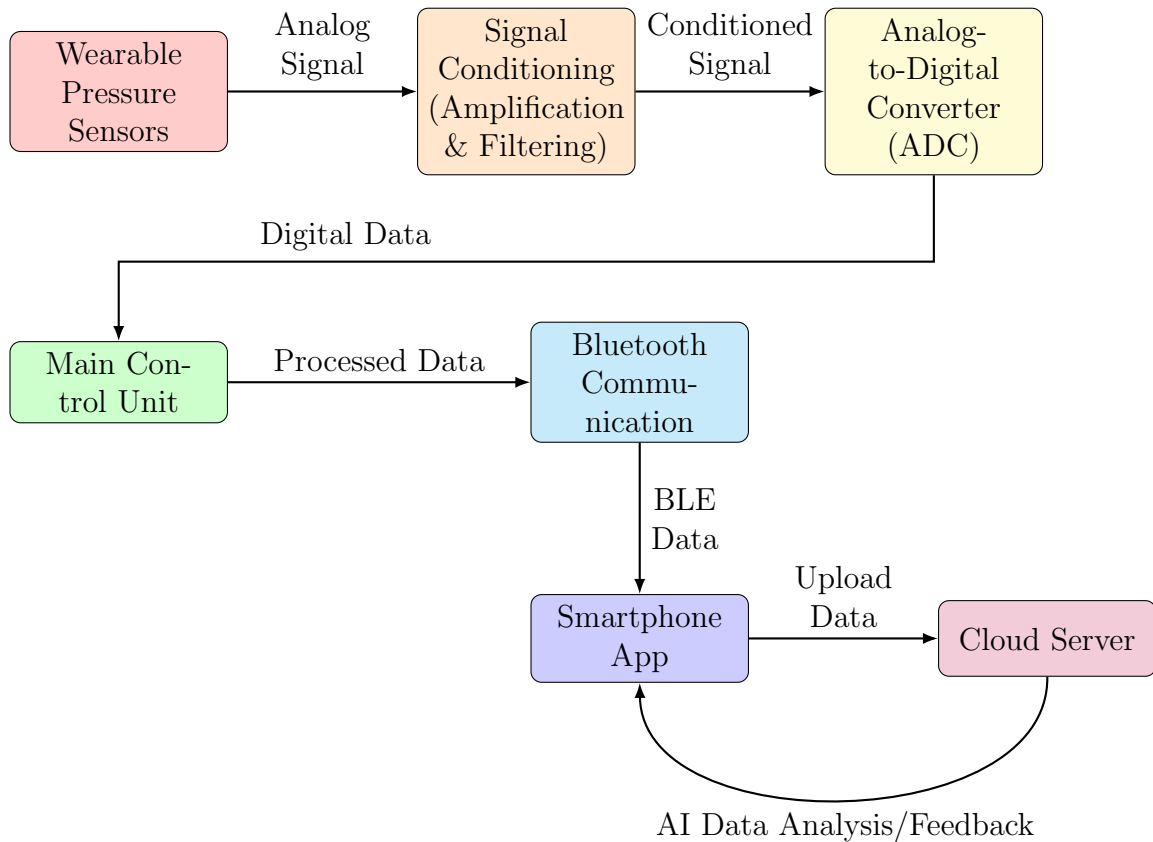 Wearable
Pressure
Sensors
Analog
Signal
Signal
Conditioning
(Amplification
& Filtering)
Conditioned
Signal
Analog-
to-Digital
Converter
(ADC)
Digital Data
Main Con-
trol Unit
Processed Data
Bluetooth
Commu-
nication
BLE
Data
Smartphone
App
Upload
Data
Cloud Server
AI Data Analysis/Feedback